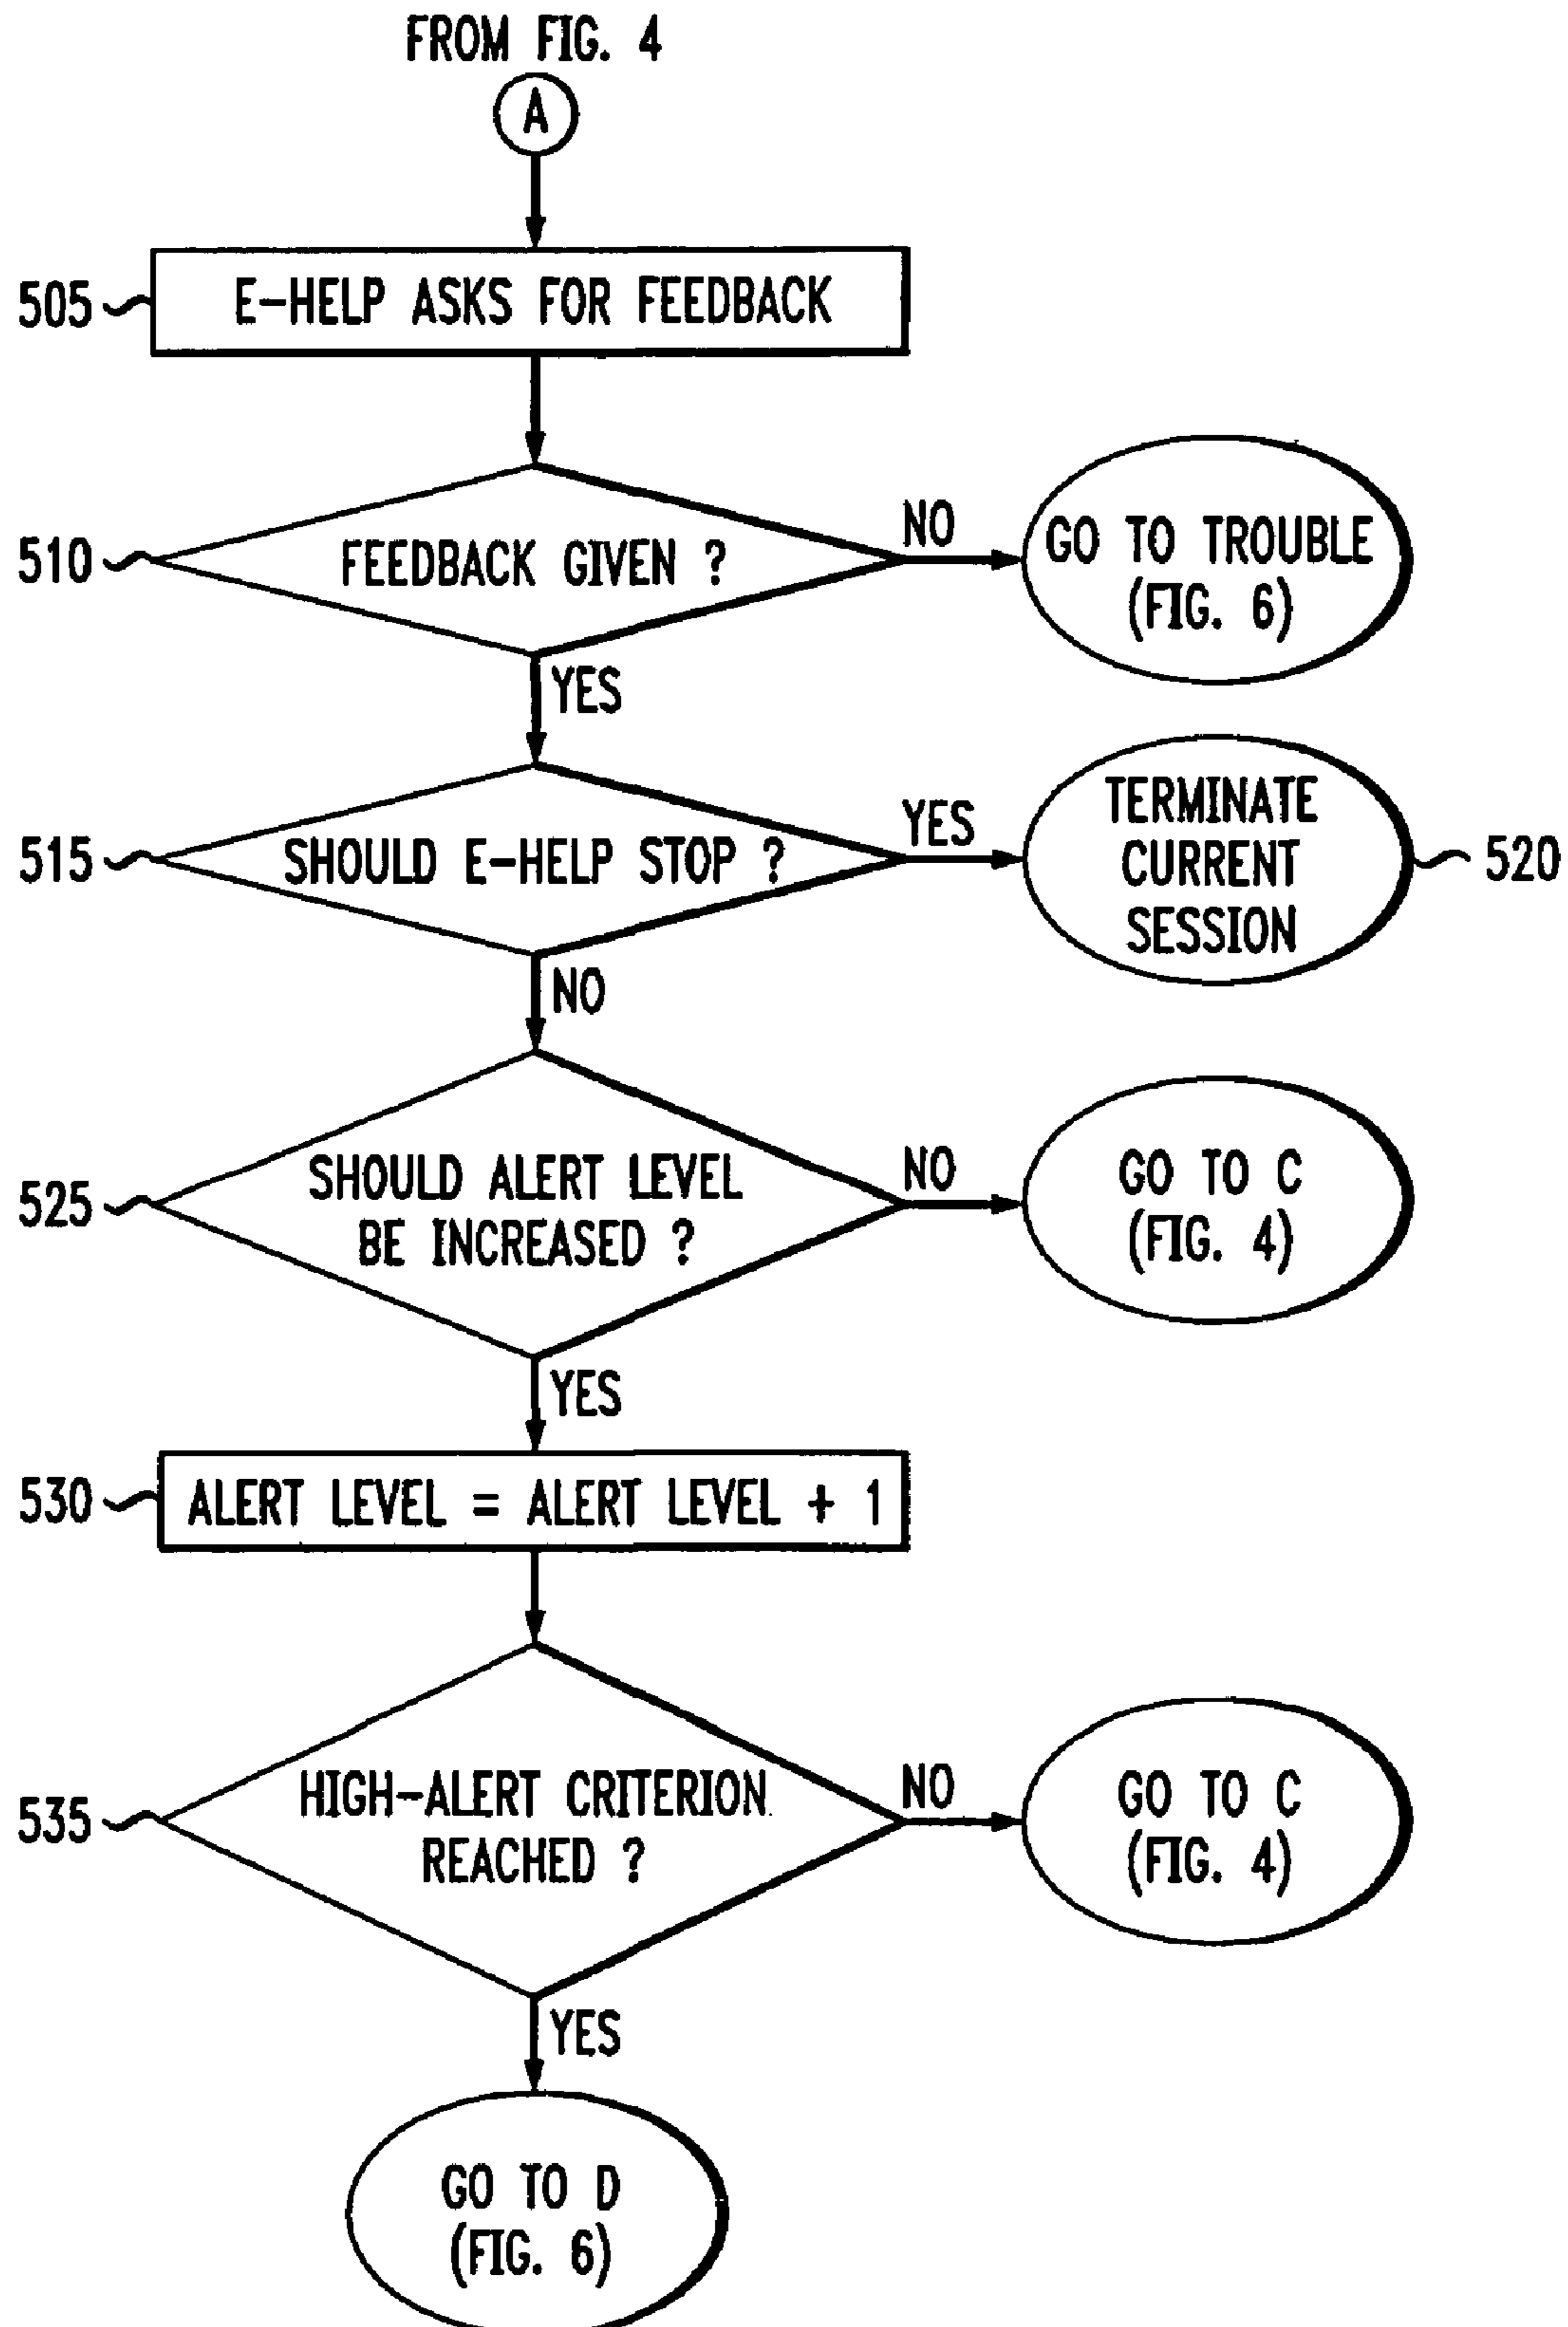 FROM FIG. 4
A
505
E-HELP ASKS FOR FEEDBACK
510
FEEDBACK GIVEN ?
NO
GO TO TROUBLE
(FIG. 6)
YES
515
SHOULD E-HELP STOP ?
YES
TERMINATE
CURRENT
SESSION
520
NO
525
SHOULD ALERT LEVEL
BE INCREASED ?
NO
GO TO C
(FIG. 4)
YES
530
ALERT LEVEL = ALERT LEVEL + 1
535
HIGH-ALERT CRITERION
REACHED ?
NO
GO TO C
(FIG. 4)
YES
GO TO D
(FIG. 6)